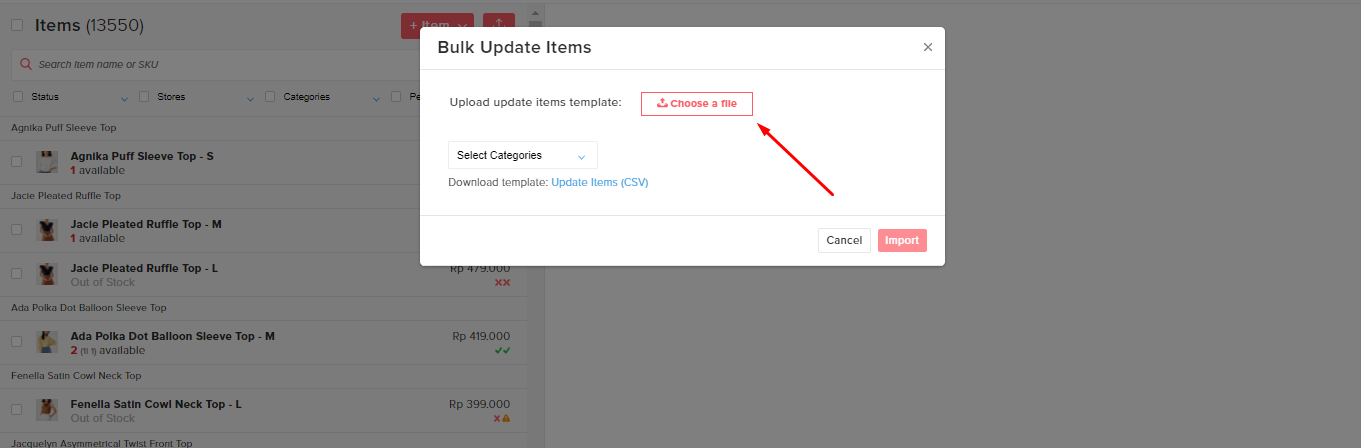 Items (13550)
+ Item
Search item name or SKU
Status
Stores
Categories
Pe
Agnika Puff Sleeve Top
Agnika Puff Sleeve Top - S
1 available
Jacie Pleated Ruffle Top
Jacie Pleated Ruffle Top - M
1 available
Jacie Pleated Ruffle Top - L
Rp 479.000
Out of Stock
Ada Polka Dot Balloon Sleeve Top
Ada Polka Dot Balloon Sleeve Top - M
Rp 419.000
2 (1| 1) available
Fenella Satin Cowl Neck Top
Fenella Satin Cowl Neck Top - L
Rp 399.000
Out of Stock
Jacquelyn Asymmetrical Twist Front Top
Bulk Update Items
Upload update items template:
Choose a file
Select Categories
Download template: Update Items (CSV)
Cancel
Import